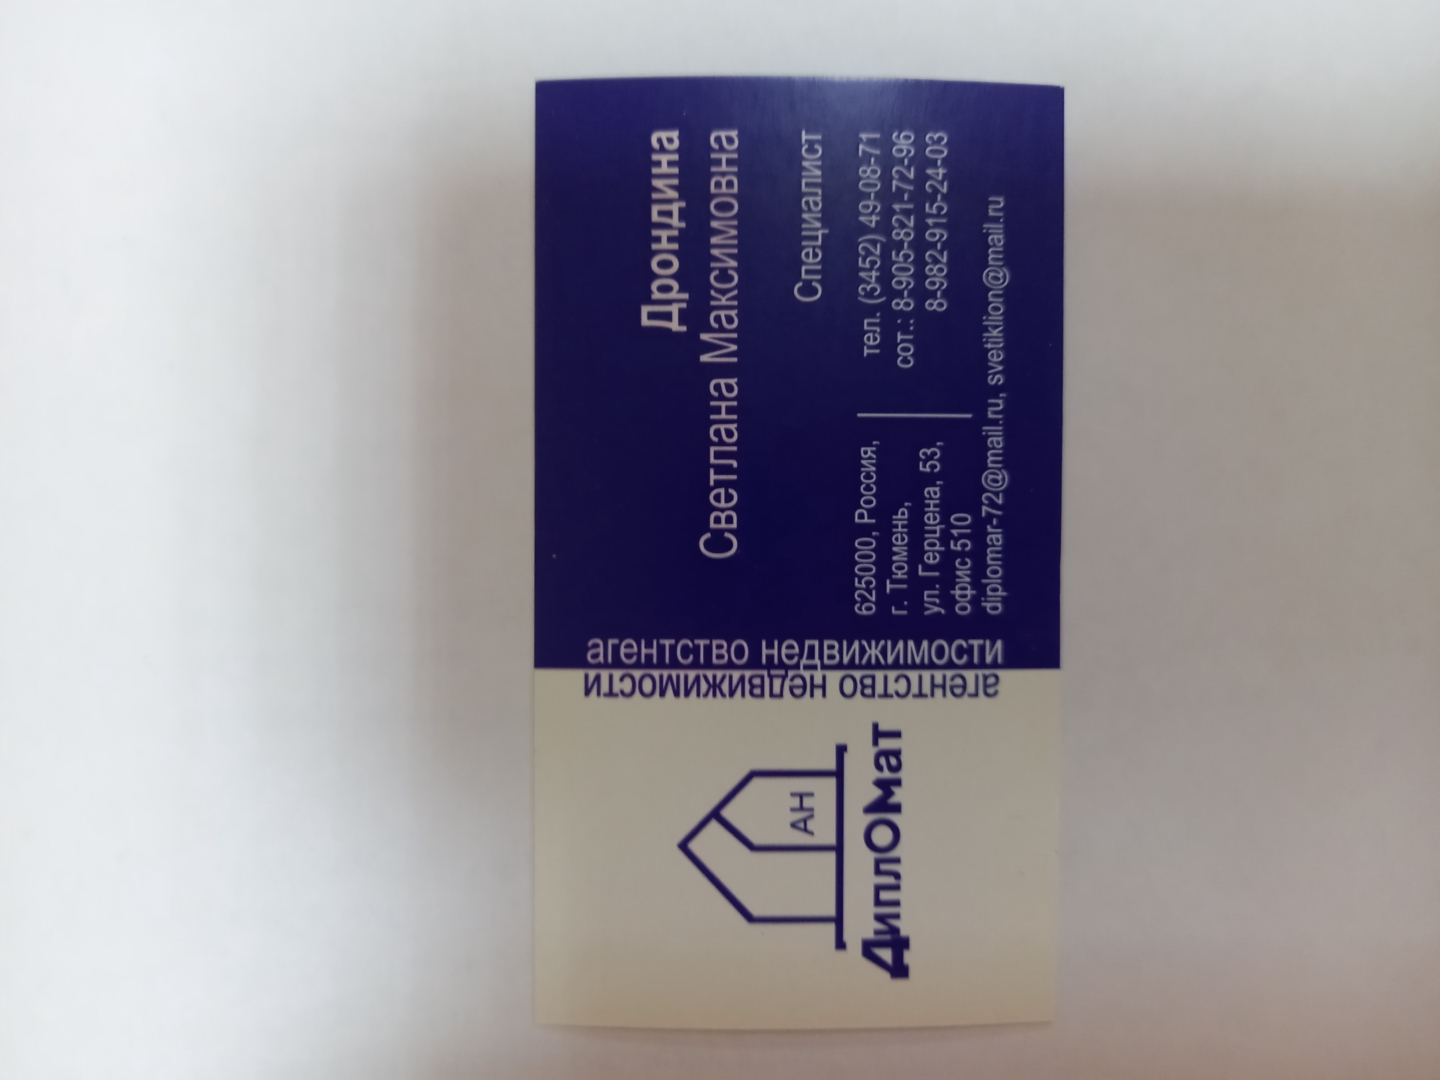 АН
ДиплОмат
агентство недвижимости
агентство недвижимости
Дрондина
Светлана Максимовна
Специалист
625000, Россия,
г. Тюмень,
ул. Герцена, 53,
офис 510
тел. (3452) 49-08-71
сот.: 8-905-821-72-96
8-982-915-24-03
diplomar-72@mail.ru, svetiklion@mail.ru